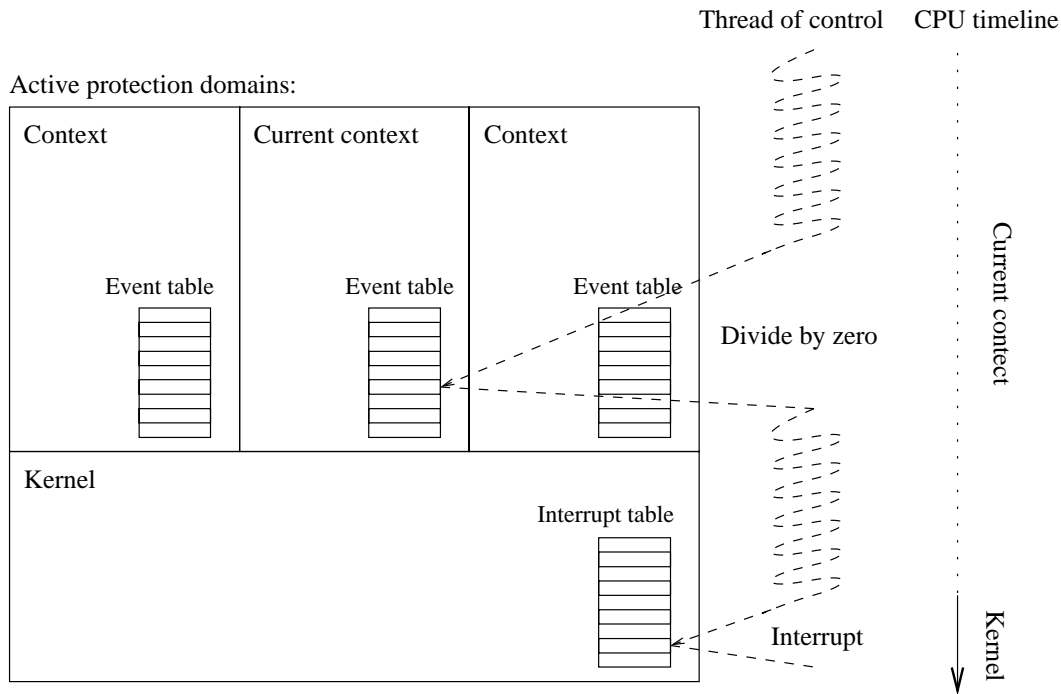 Thread of control
CPU timeline
Active protection domains:
Context
Current context
Context
Event table
Event table
Event table
Divide by zero
Current contect
Kernel
Interrupt table
Interrupt
Kernel